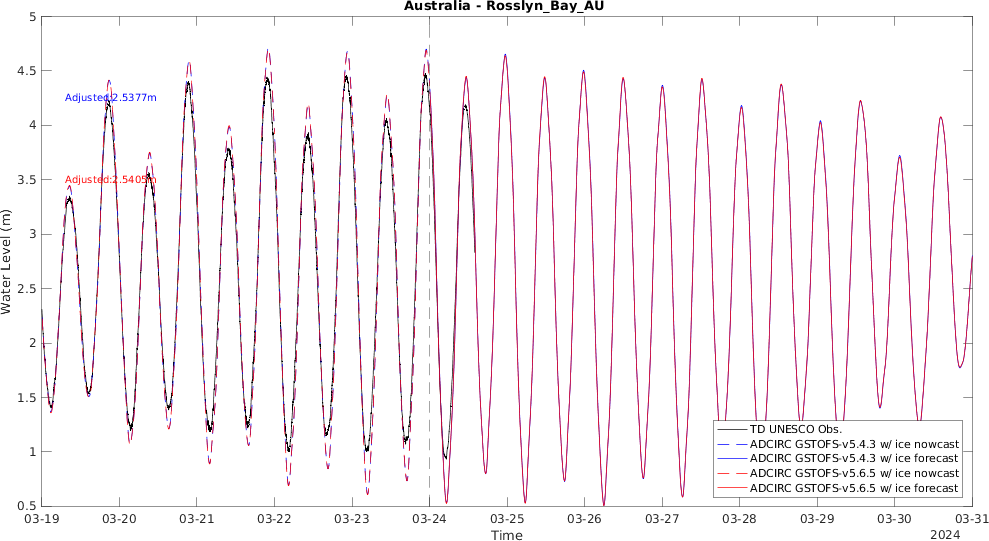 Australia - Rosslyn_Bay_AU
5
4.5
4
3.5
3
2.5
2
1.5
1
0.5
Water Level (m)
Adjusted:2.5377m
Adjusted:2.5405m
TD UNESCO Obs.
ADCIRC GSTOFS-v5.4.3 w/ ice nowcast
ADCIRC GSTOFS-v5.4.3 w/ ice forecast
ADCIRC GSTOFS-v5.6.5 w/ ice nowcast
ADCIRC GSTOFS-v5.6.5 w/ ice forecast
03-19 03-20 03-21 03-22 03-23 03-24 03-25 03-26 03-27 03-28 03-29 03-30 03-31
Time
2024